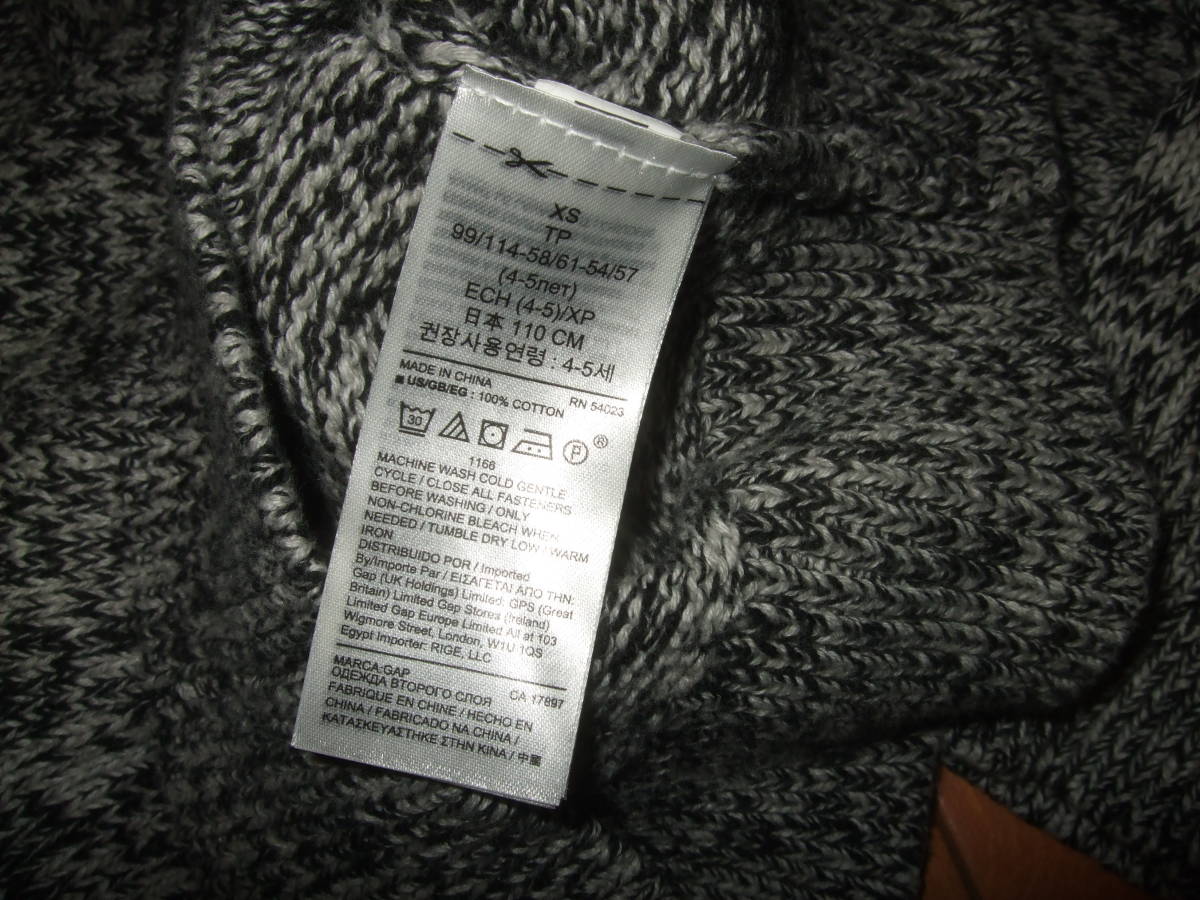 XS
TP
99/114-58/61-54/57
(4-5лет)
ECH (4-5)/XP
日本 110 CM
권장사용연령 : 4-5세
MADE IN CHINA RN 54023
■ US/GB/EG : 100% COTTON
30 P ®
1166
MACHINE WASH COLD GENTLE
CYCLE / CLOSE ALL FASTENERS
BEFORE WASHING / ONLY
NON-CHLORINE BLEACH WHEN
NEEDED / TUMBLE DRY LOW / WARM
IRON
DISTRIBUIDO POR / Imported
By/Importe Par / ΕΙΣΑΓΕΤΑΙ ΑΠΟ ΤΗΝ:
Gap (UK Holdings) Limited; GPS (Great
Britain) Limited Gap Stores (Ireland)
Limited Gap Europe Limited All at 103
Wigmore Street, London, W1U 1QS
Egypt Importer: RIGE, LLC
MARCA:GAP
ОДЕЖДА ВТОРОГО СЛОЯ CA 17897
FABRIQUE EN CHINE / HECHO EN
CHINA / FABRICADO NA CHINA /
ΚΑΤΑΣΚΕΥΑΣΤΗΚΕ ΣΤΗΝ ΚΙΝΑ / 中國